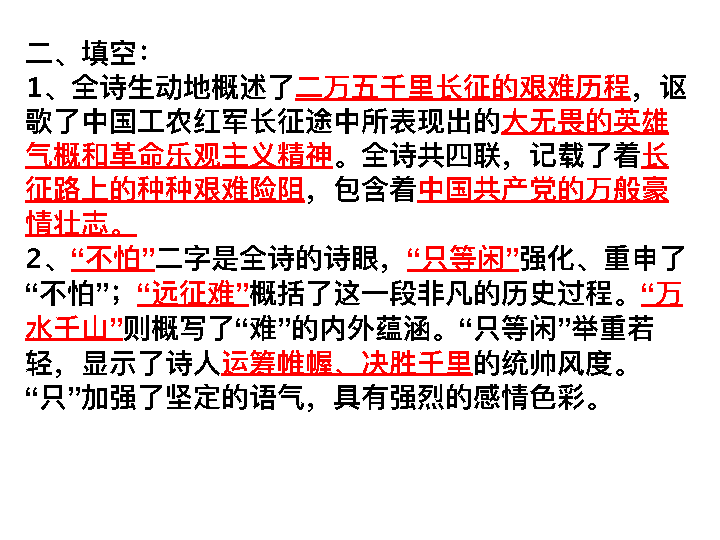 二、填空：
1、全诗生动地概述了二万五千里长征的艰难历程，讴
歌了中国工农红军长征途中所表现出的大无畏的英雄
气概和革命乐观主义精神。全诗共四联，记载了着长
征路上的种种艰难险阻，包含着中国共产党的万般豪
情壮志。
2、“不怕”二字是全诗的诗眼，“只等闲”强化、重申了
“不怕”；“远征难”概括了这一段非凡的历史过程。“万
水千山”则概写了“难”的内外蕴涵。“只等闲”举重若
轻，显示了诗人运筹帷幄、决胜千里的统帅风度。
“只”加强了坚定的语气，具有强烈的感情色彩。